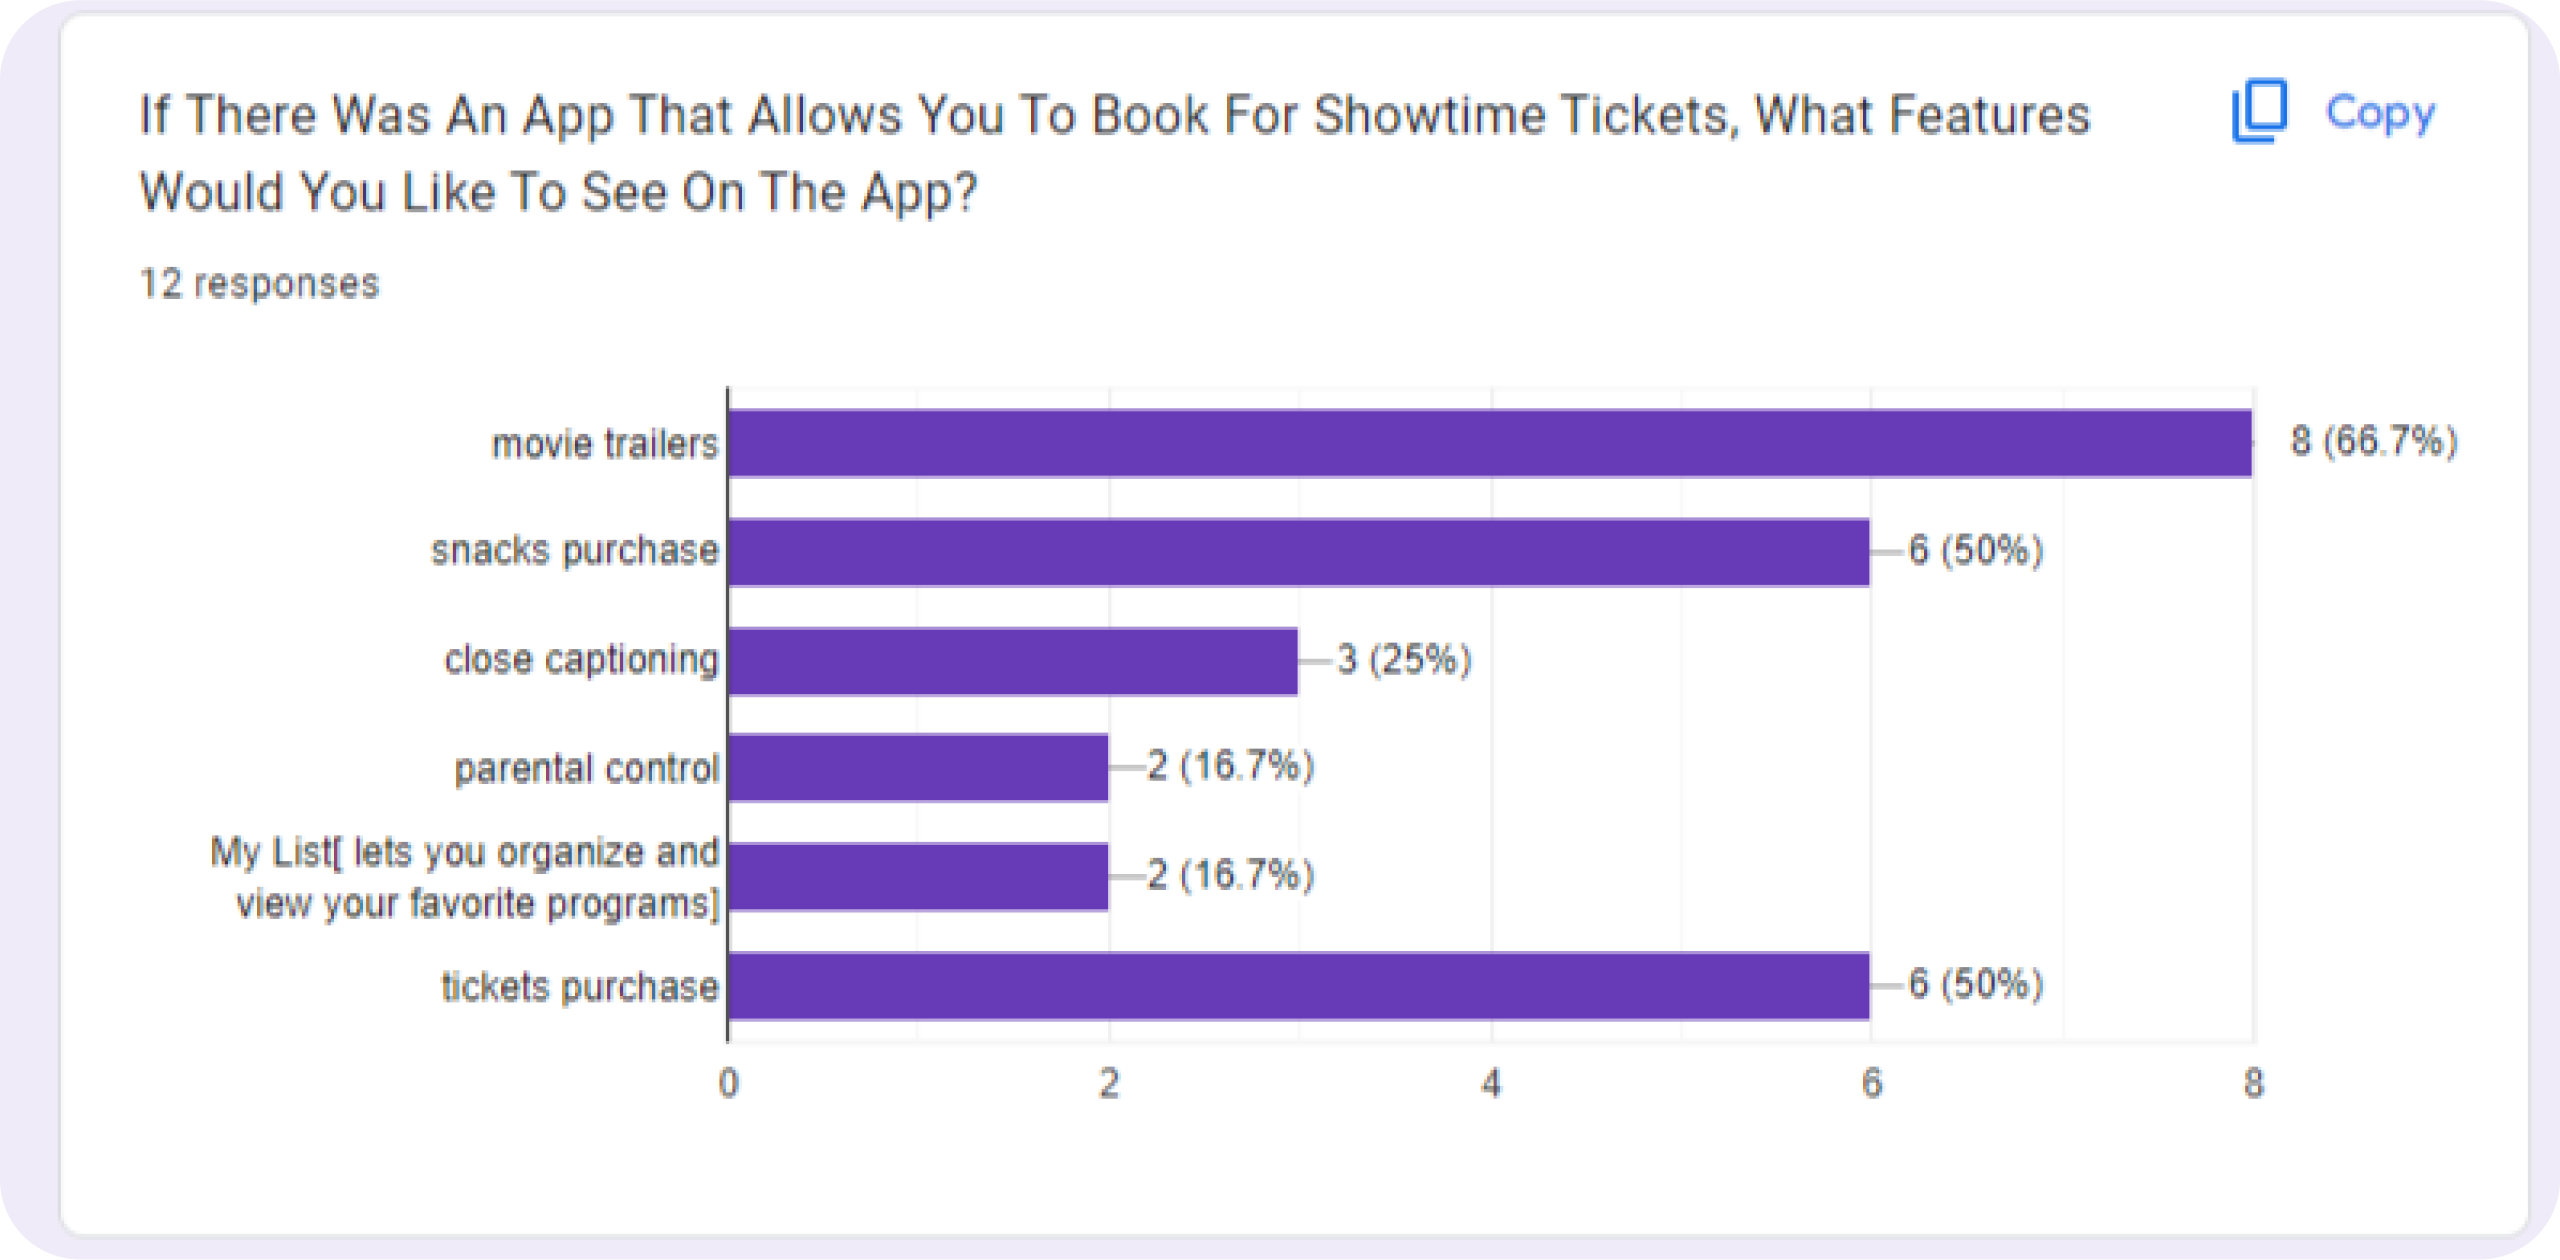 If There Was An App That Allows You To Book For Showtime Tickets, What Features
Would You Like To See On The App?
Copy
12 responses
movie trailers
8 (66.7%)
snacks purchase
6 (50%)
close captioning
3 (25%)
parental control
2 (16.7%)
My List[ lets you organize and
view your favorite programs]
2 (16.7%)
tickets purchase
6 (50%)
0 2 4 6 8